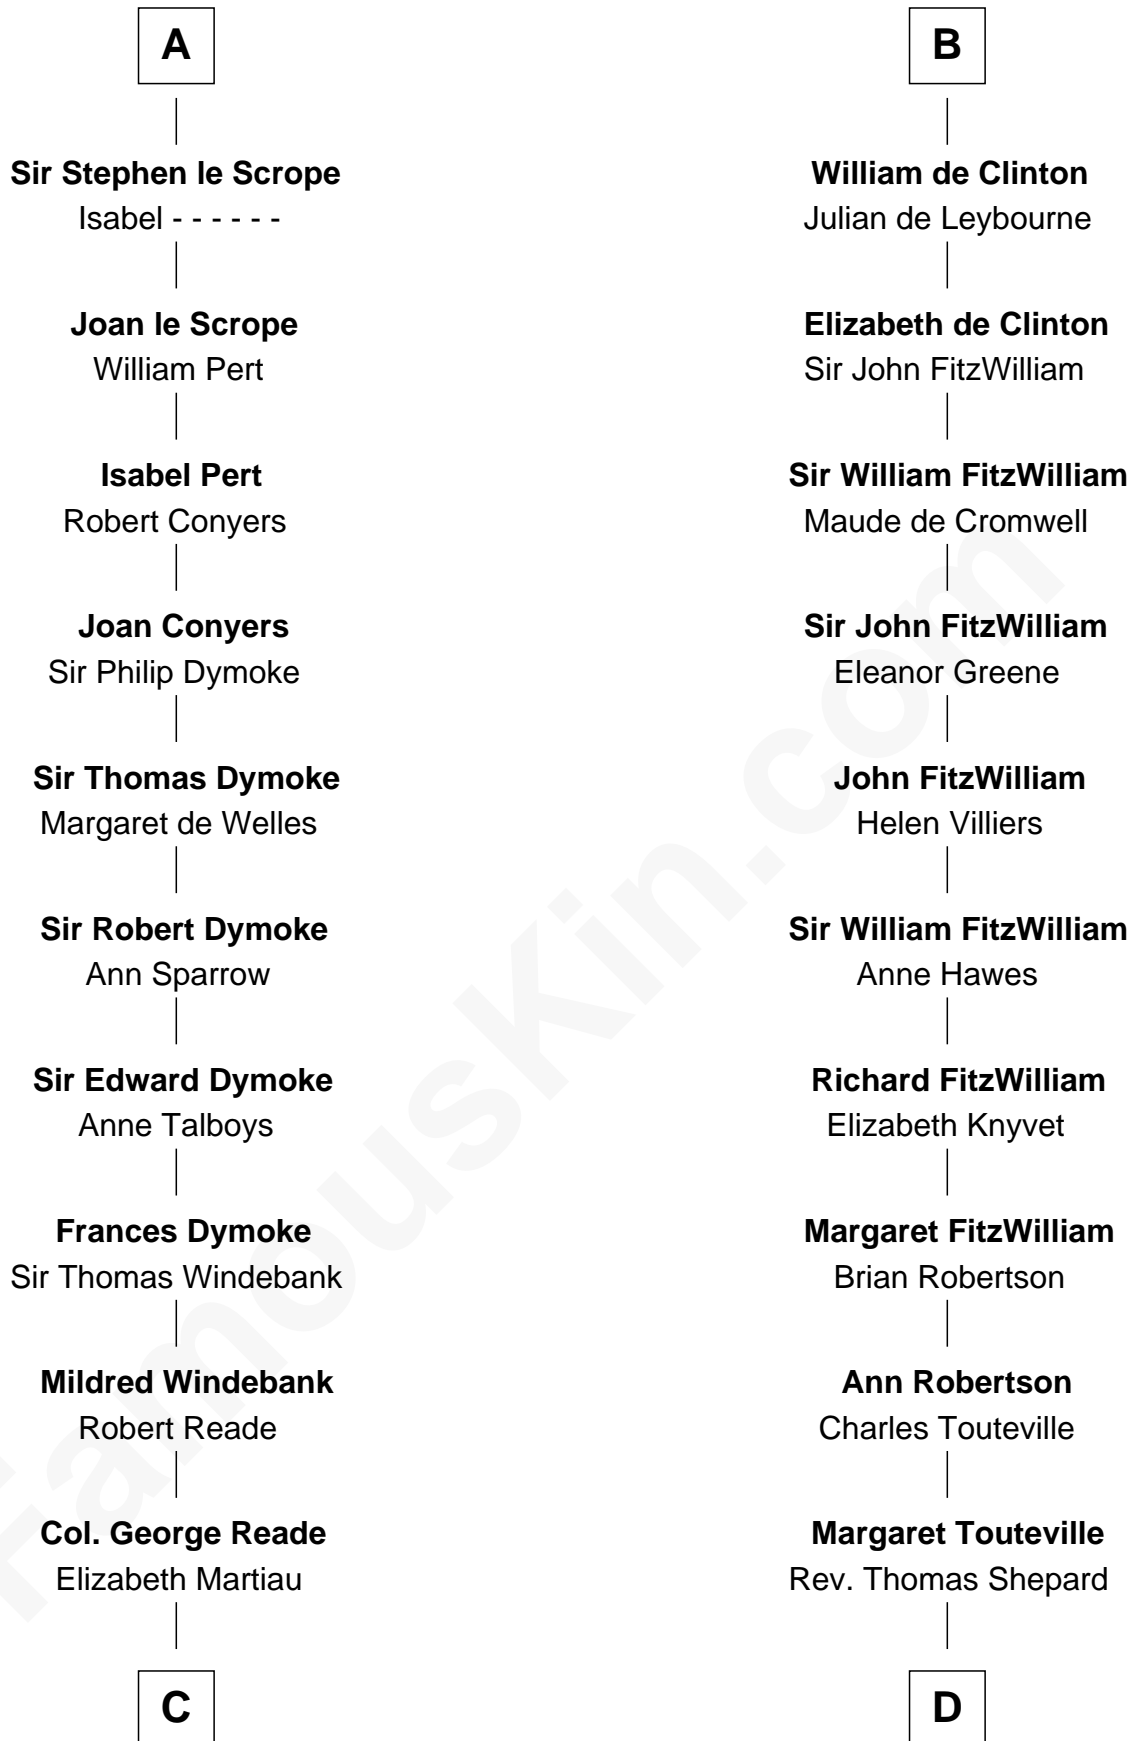 A
Sir Stephen le Scrope
Isabel - - - - - -
Joan le Scrope
William Pert
Isabel Pert
Robert Conyers
Joan Conyers
Sir Philip Dymoke
Sir Thomas Dymoke
Margaret de Welles
Sir Robert Dymoke
Ann Sparrow
Sir Edward Dymoke
Anne Talboys
Frances Dymoke
Sir Thomas Windebank
Mildred Windebank
Robert Reade
Col. George Reade
Elizabeth Martiau
C
B
William de Clinton
Julian de Leybourne
Elizabeth de Clinton
Sir John FitzWilliam
Sir William FitzWilliam
Maude de Cromwell
Sir John FitzWilliam
Eleanor Greene
John FitzWilliam
Helen Villiers
Sir William FitzWilliam
Anne Hawes
Richard FitzWilliam
Elizabeth Knyvet
Margaret FitzWilliam
Brian Robertson
Ann Robertson
Charles Touteville
Margaret Touteville
Rev. Thomas Shepard
D
FamousKin.com